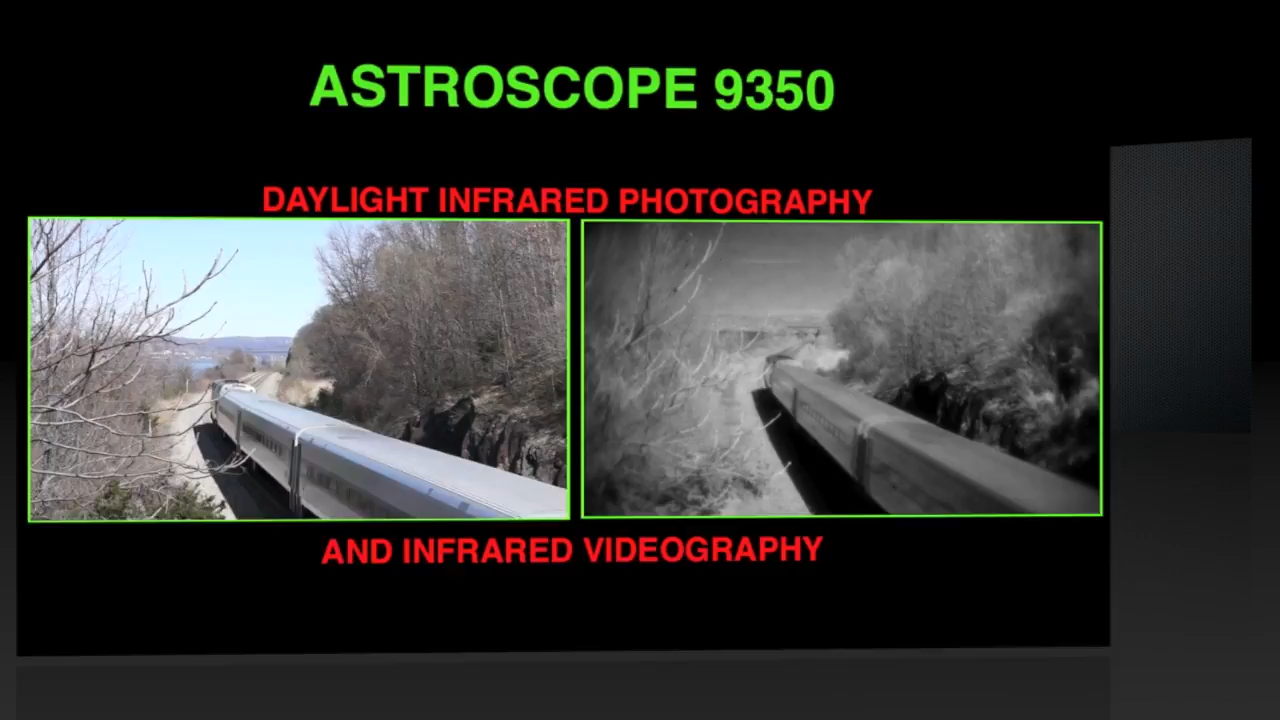 ASTROSCOPE 9350
DAYLIGHT INFRARED PHOTOGRAPHY
AND INFRARED VIDEOGRAPHY